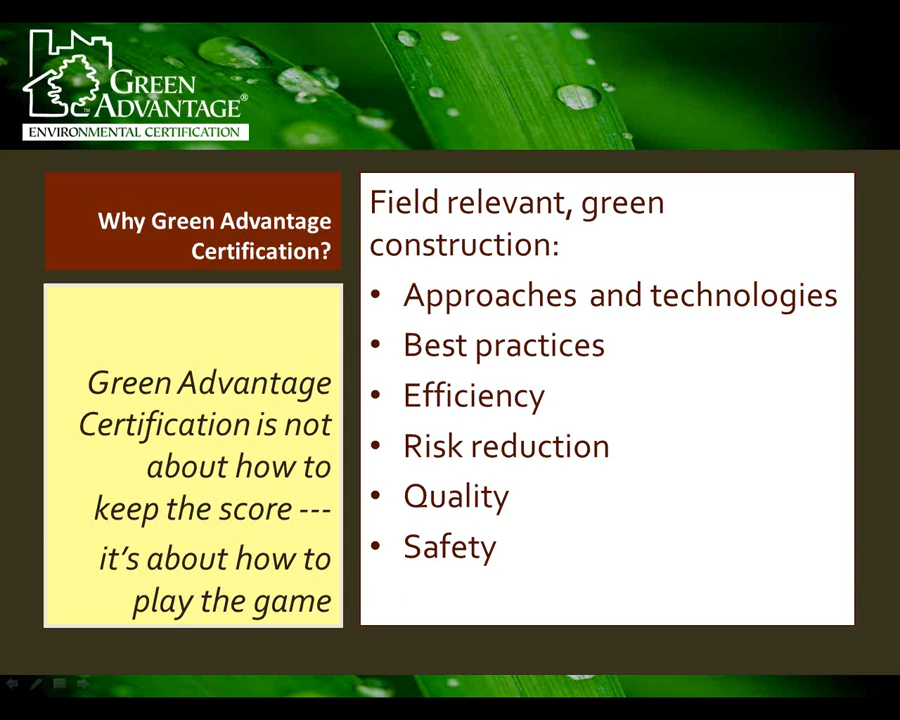 GREEN
ADVANTAGE®
™
ENVIRONMENTAL CERTIFICATION
Why Green Advantage
Certification?
Green Advantage
Certification is not
about how to
keep the score ---
it’s about how to
play the game
Field relevant, green
construction:
• Approaches and technologies
• Best practices
• Efficiency
• Risk reduction
• Quality
• Safety